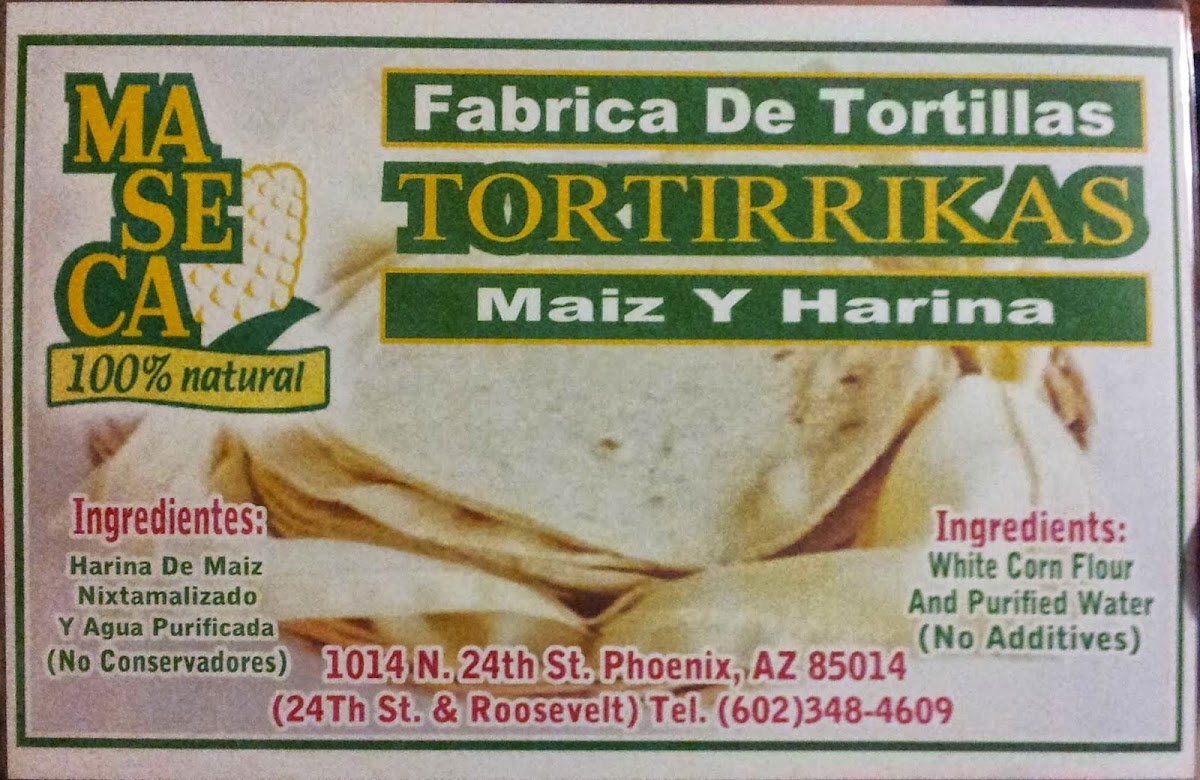 MA
SE
CA
100% natural
Fabrica De Tortillas
TORTIRRIKAS
Maiz Y Harina
Ingredientes:
Harina De Maiz
Nixtamalizado
Y Agua Purificada
(No Conservadores)
Ingredients:
White Corn Flour
And Purified Water
(No Additives)
1014 N. 24th St. Phoenix, AZ 85014
(24Th St. & Roosevelt) Tel. (602)348-4609